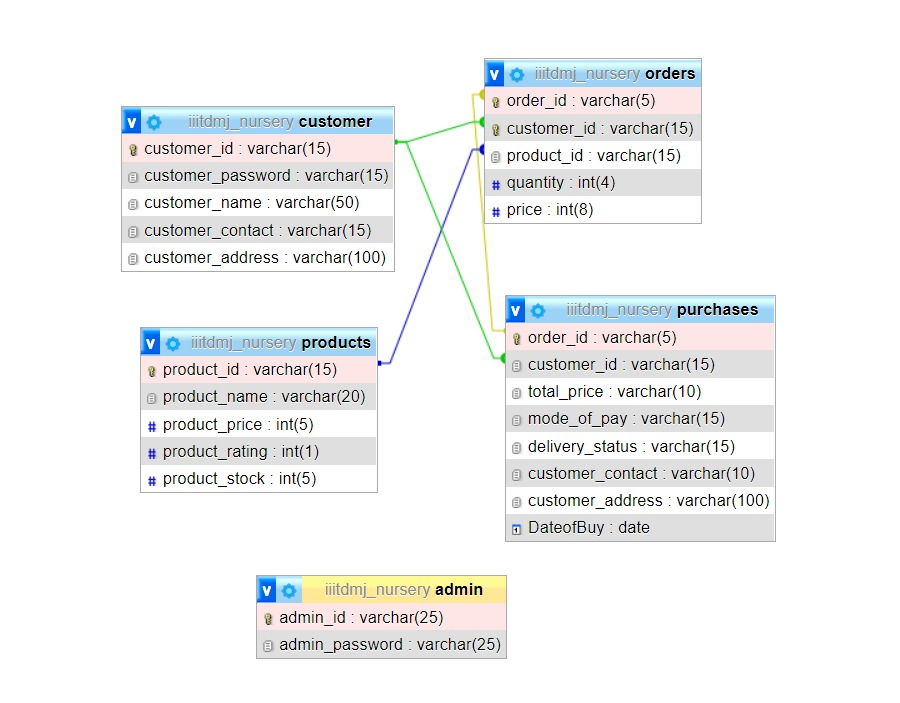 v iiitdmj_nursery customer
customer_id : varchar(15)
customer_password : varchar(15)
customer_name : varchar(50)
customer_contact : varchar(15)
customer_address : varchar(100)
v iiitdmj_nursery orders
order_id : varchar(5)
customer_id : varchar(15)
product_id : varchar(15)
# quantity : int(4)
# price : int(8)
v iiitdmj_nursery products
product_id : varchar(15)
product_name : varchar(20)
# product_price : int(5)
# product_rating : int(1)
# product_stock : int(5)
v iiitdmj_nursery purchases
order_id : varchar(5)
customer_id : varchar(15)
total_price : varchar(10)
mode_of_pay : varchar(15)
delivery_status : varchar(15)
customer_contact : varchar(10)
customer_address : varchar(100)
DateofBuy : date
v iiitdmj_nursery admin
admin_id : varchar(25)
admin_password : varchar(25)